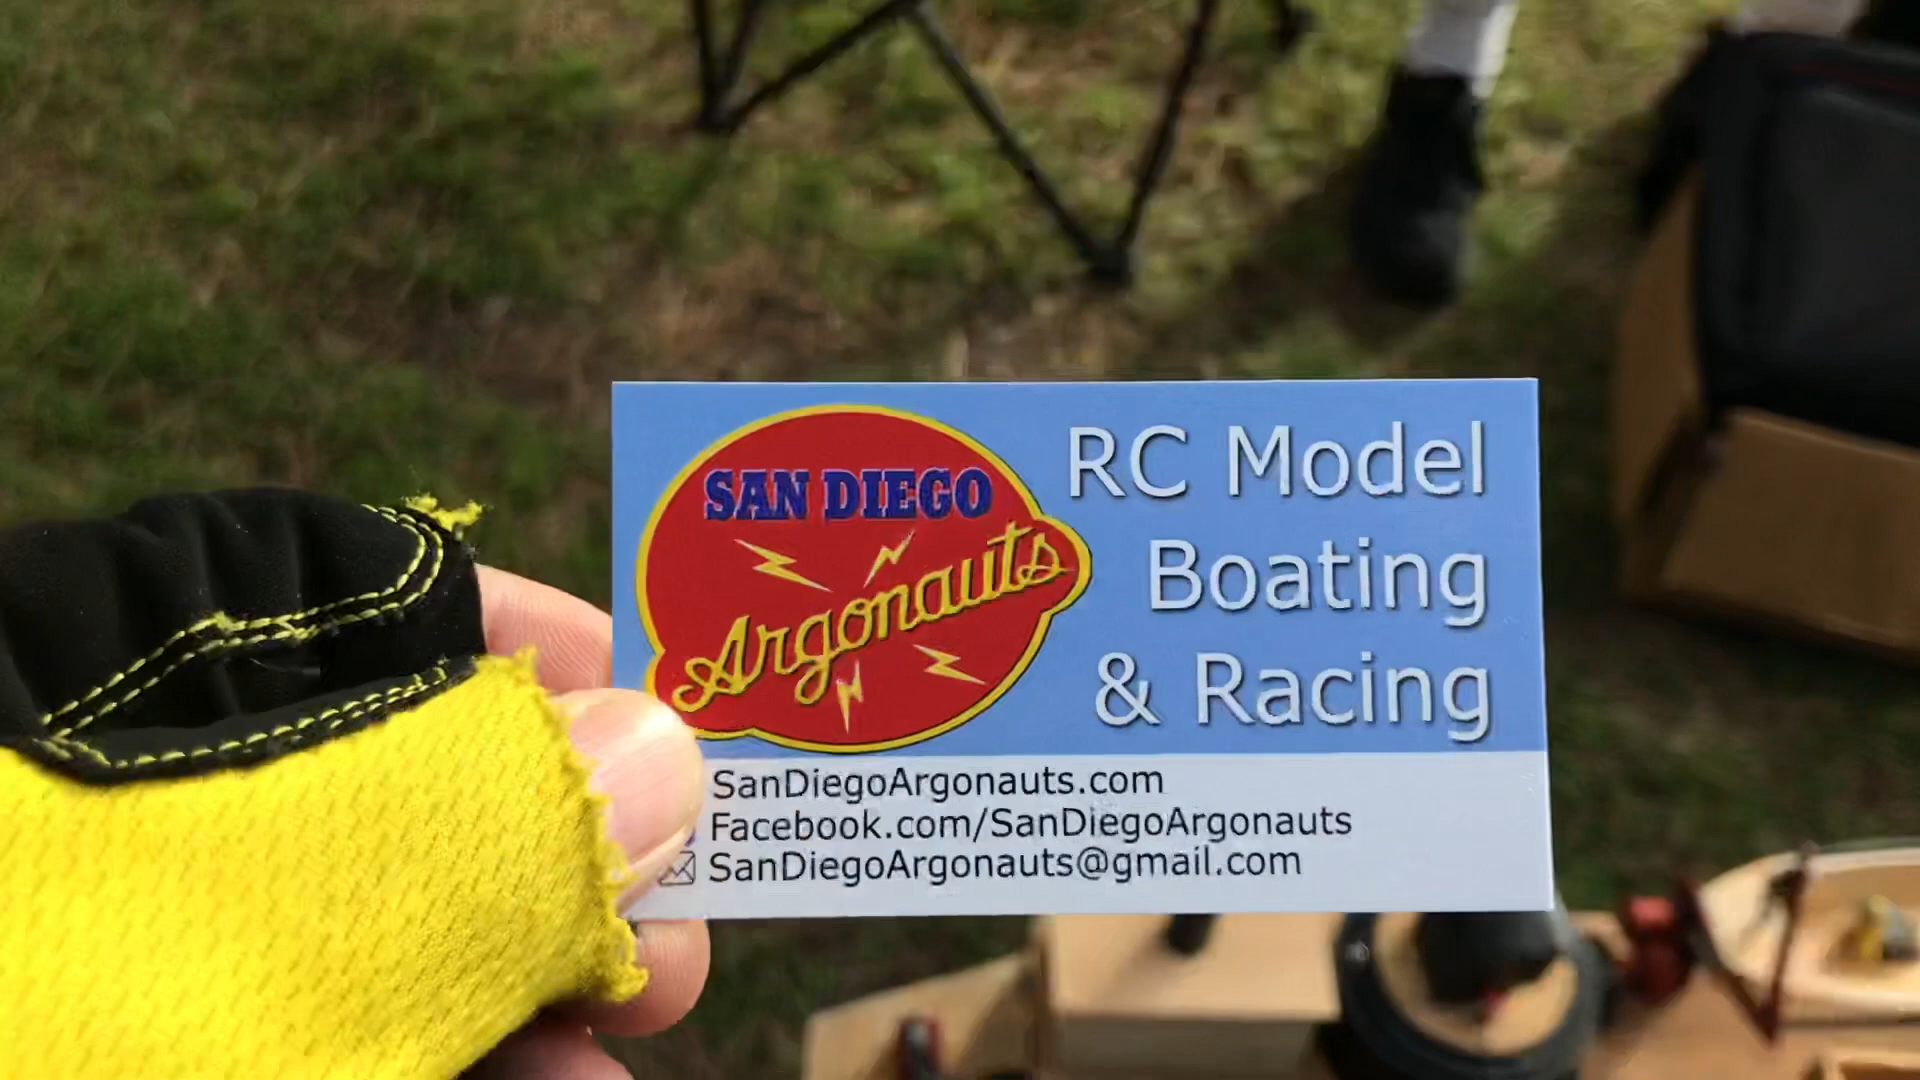 SAN DIEGO
Argonauts
RC Model
Boating
& Racing
SanDiegoArgonauts.com
Facebook.com/SanDiegoArgonauts
SanDiegoArgonauts@gmail.com